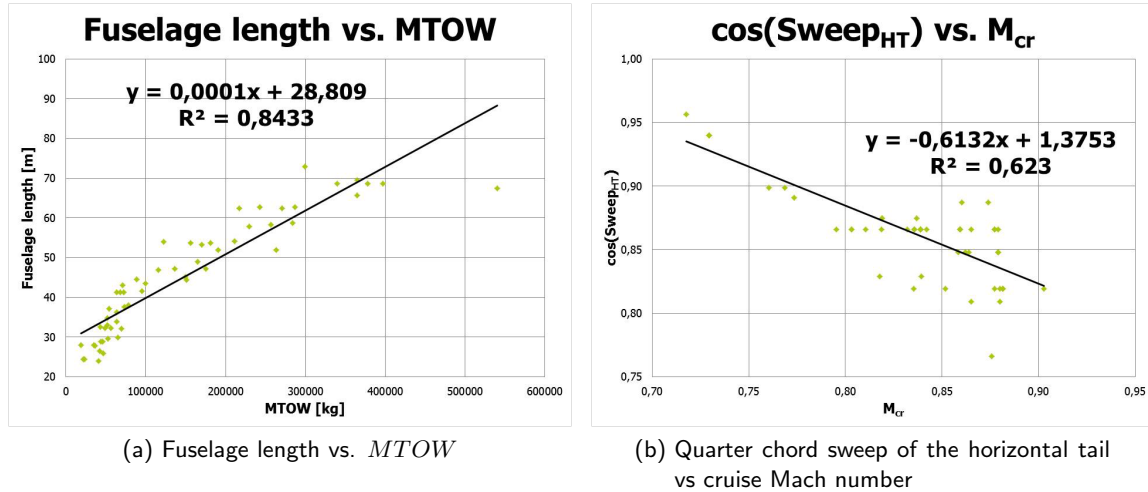 Fuselage length vs. MTOW
y = 0,0001x + 28,809
R² = 0,8433
Fuselage length [m]
100
90
80
70
60
50
40
30
20
0
100000
200000
300000
400000
500000
600000
MTOW [kg]
(a) Fuselage length vs. MTOW
cos(Sweep_HT) vs. M_cr
y = -0,6132x + 1,3753
R² = 0,623
cos(Sweep_HT)
1,00
0,95
0,90
0,85
0,80
0,75
0,70
0,75
0,80
0,85
0,90
0,95
M_cr
(b) Quarter chord sweep of the horizontal tail
vs cruise Mach number